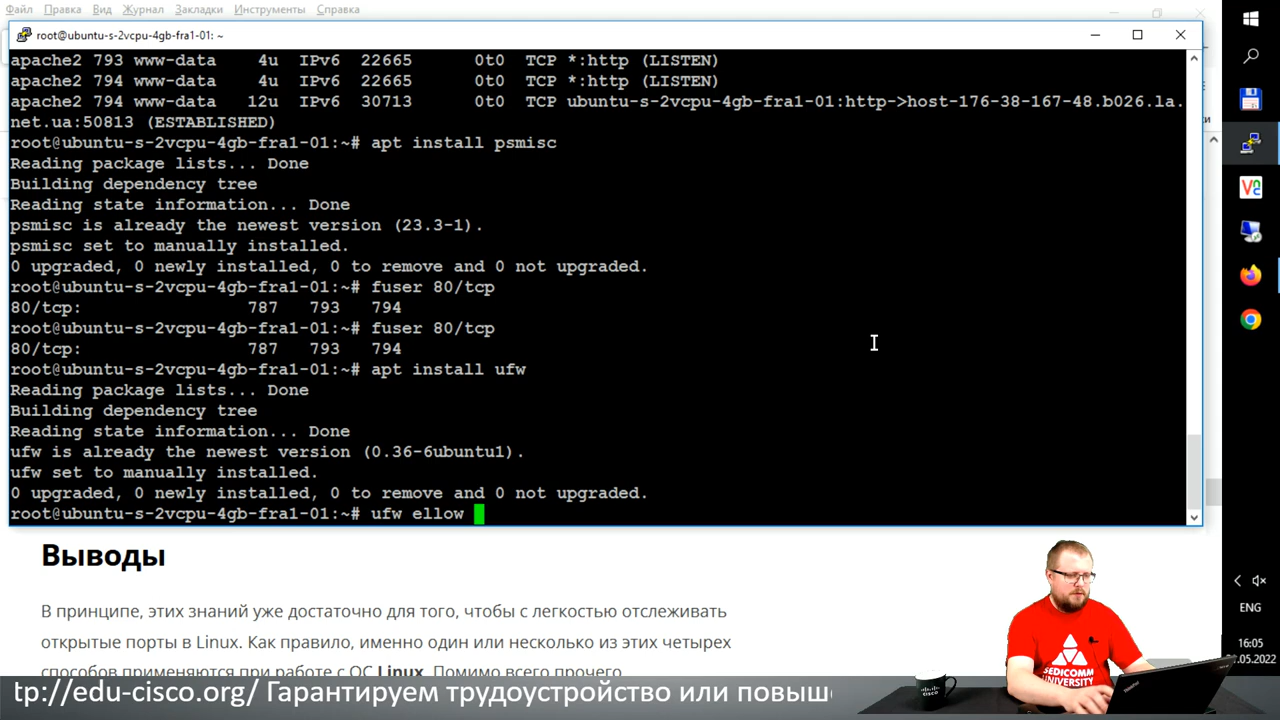 Файл Правка Вид Журнал Закладки Инструменты Справка
root@ubuntu-s-2vcpu-4gb-fra1-01: ~
apache2 793 www-data 4u IPv6 22665 0t0 TCP *:http (LISTEN)
apache2 794 www-data 4u IPv6 22665 0t0 TCP *:http (LISTEN)
apache2 794 www-data 12u IPv6 30713 0t0 TCP ubuntu-s-2vcpu-4gb-fra1-01:http->host-176-38-167-48.b026.la.
net.ua:50813 (ESTABLISHED)
root@ubuntu-s-2vcpu-4gb-fra1-01:~# apt install psmisc
Reading package lists... Done
Building dependency tree
Reading state information... Done
psmisc is already the newest version (23.3-1).
psmisc set to manually installed.
0 upgraded, 0 newly installed, 0 to remove and 0 not upgraded.
root@ubuntu-s-2vcpu-4gb-fra1-01:~# fuser 80/tcp
80/tcp: 787 793 794
root@ubuntu-s-2vcpu-4gb-fra1-01:~# fuser 80/tcp
80/tcp: 787 793 794
root@ubuntu-s-2vcpu-4gb-fra1-01:~# apt install ufw
Reading package lists... Done
Building dependency tree
Reading state information... Done
ufw is already the newest version (0.36-6ubuntu1).
ufw set to manually installed.
0 upgraded, 0 newly installed, 0 to remove and 0 not upgraded.
root@ubuntu-s-2vcpu-4gb-fra1-01:~# ufw ellow
Выводы
В принципе, этих знаний уже достаточно для того, чтобы с легкостью отслеживать
открытые порты в Linux. Как правило, именно один или несколько из этих четырех
способов применяются при работе с ОС Linux. Помимо всего прочего
ENG
16:05
.05.2022
SEDICOMM
UNIVERSITY
cisco
tp://edu-cisco.org/ Гарантируем трудоустройство или повыш